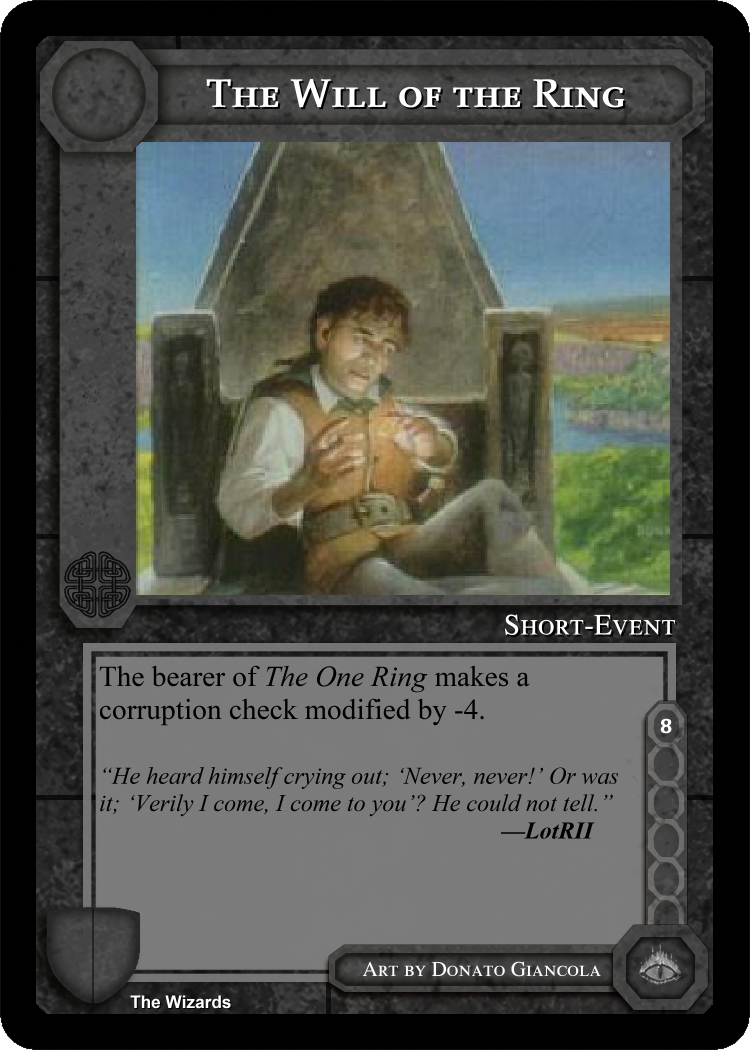 The Will of the Ring
Short-Event
The bearer of The One Ring makes a
corruption check modified by -4.
8
“He heard himself crying out; ‘Never, never!’ Or was
it; ‘Verily I come, I come to you’? He could not tell.”
—LotRII
Art by Donato Giancola
The Wizards